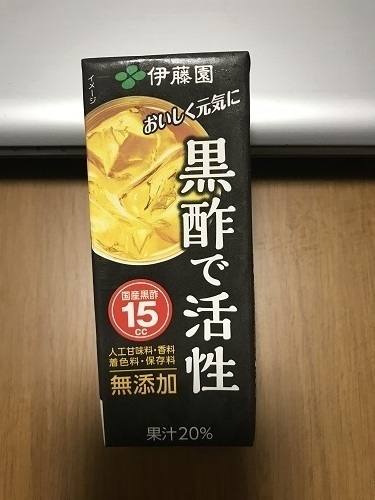 伊藤園
イメージ
おいしく元気に
黒酢で活性
国産黒酢
15
cc
人工甘味料・香料
着色料・保存料
無添加
果汁20%